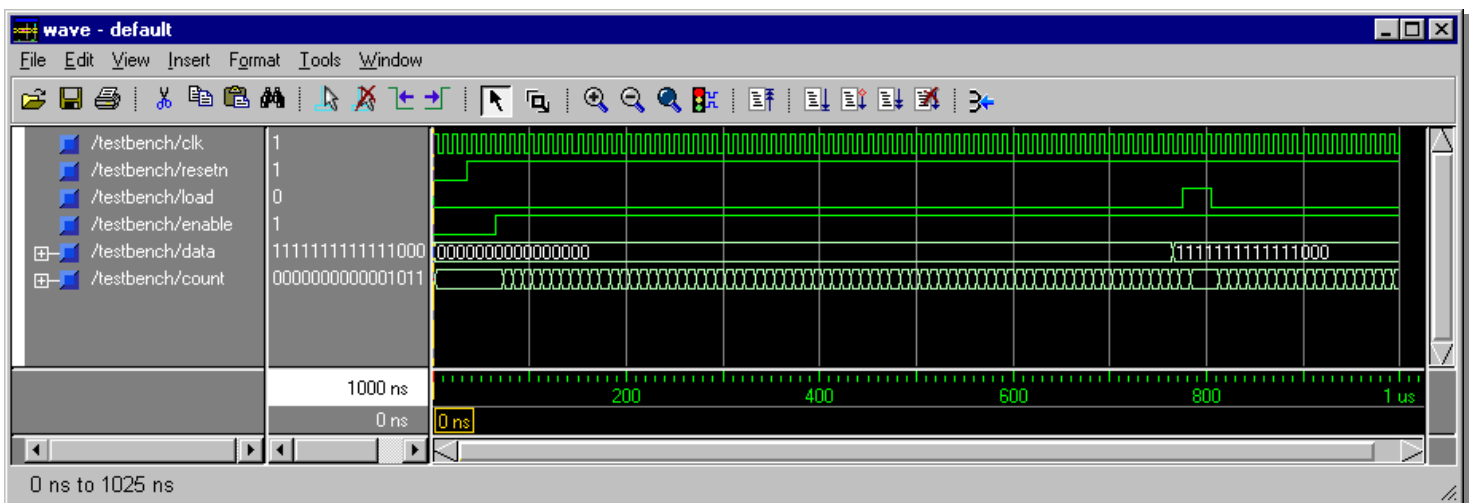 wave - default
File Edit View Insert Format Tools Window
/testbench/clk 1
/testbench/resetn 1
/testbench/load 0
/testbench/enable 1
/testbench/data 1111111111111000 0000000000000000 1111111111111000
/testbench/count 0000000000001011
1000 ns 200 400 600 800 1 us
0 ns 0 ns
0 ns to 1025 ns